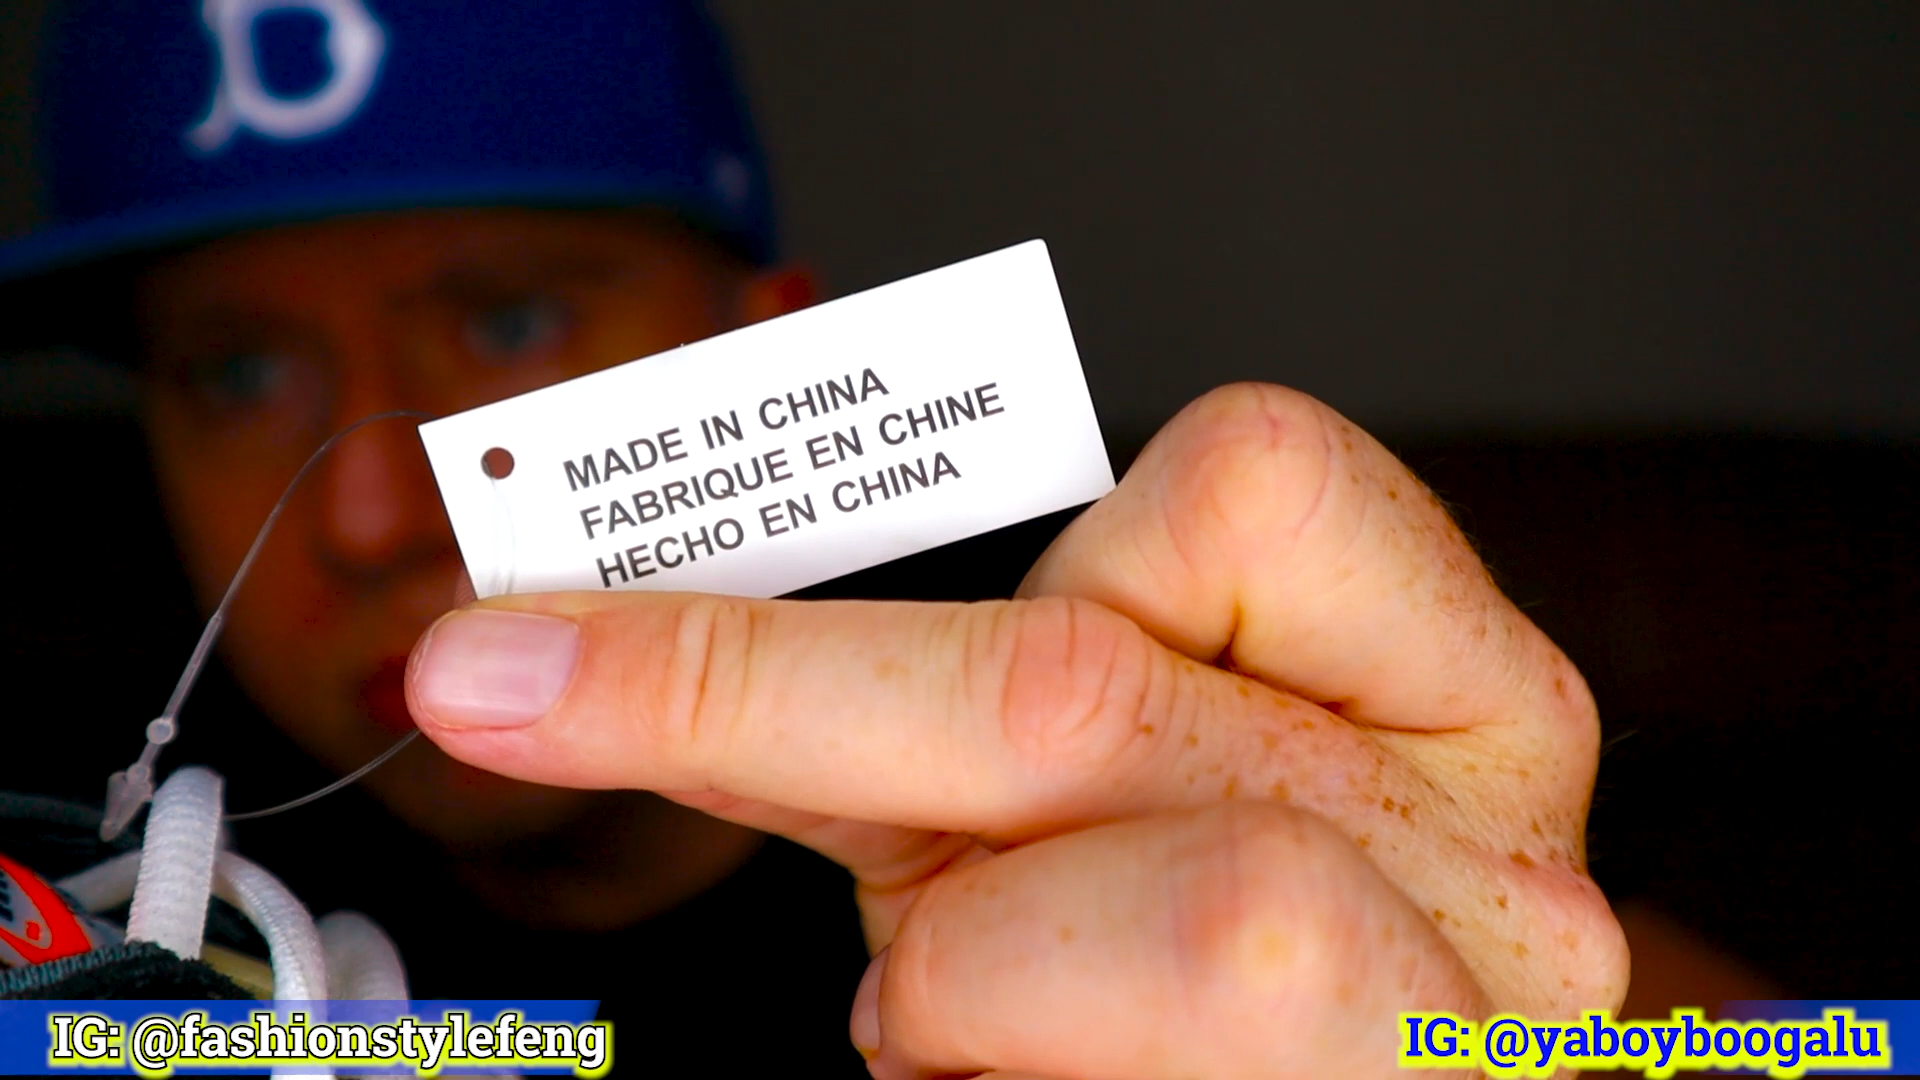 B
MADE IN CHINA
FABRIQUE EN CHINE
HECHO EN CHINA
IG: @fashionstylefeng
IG: @yaboyboogalu